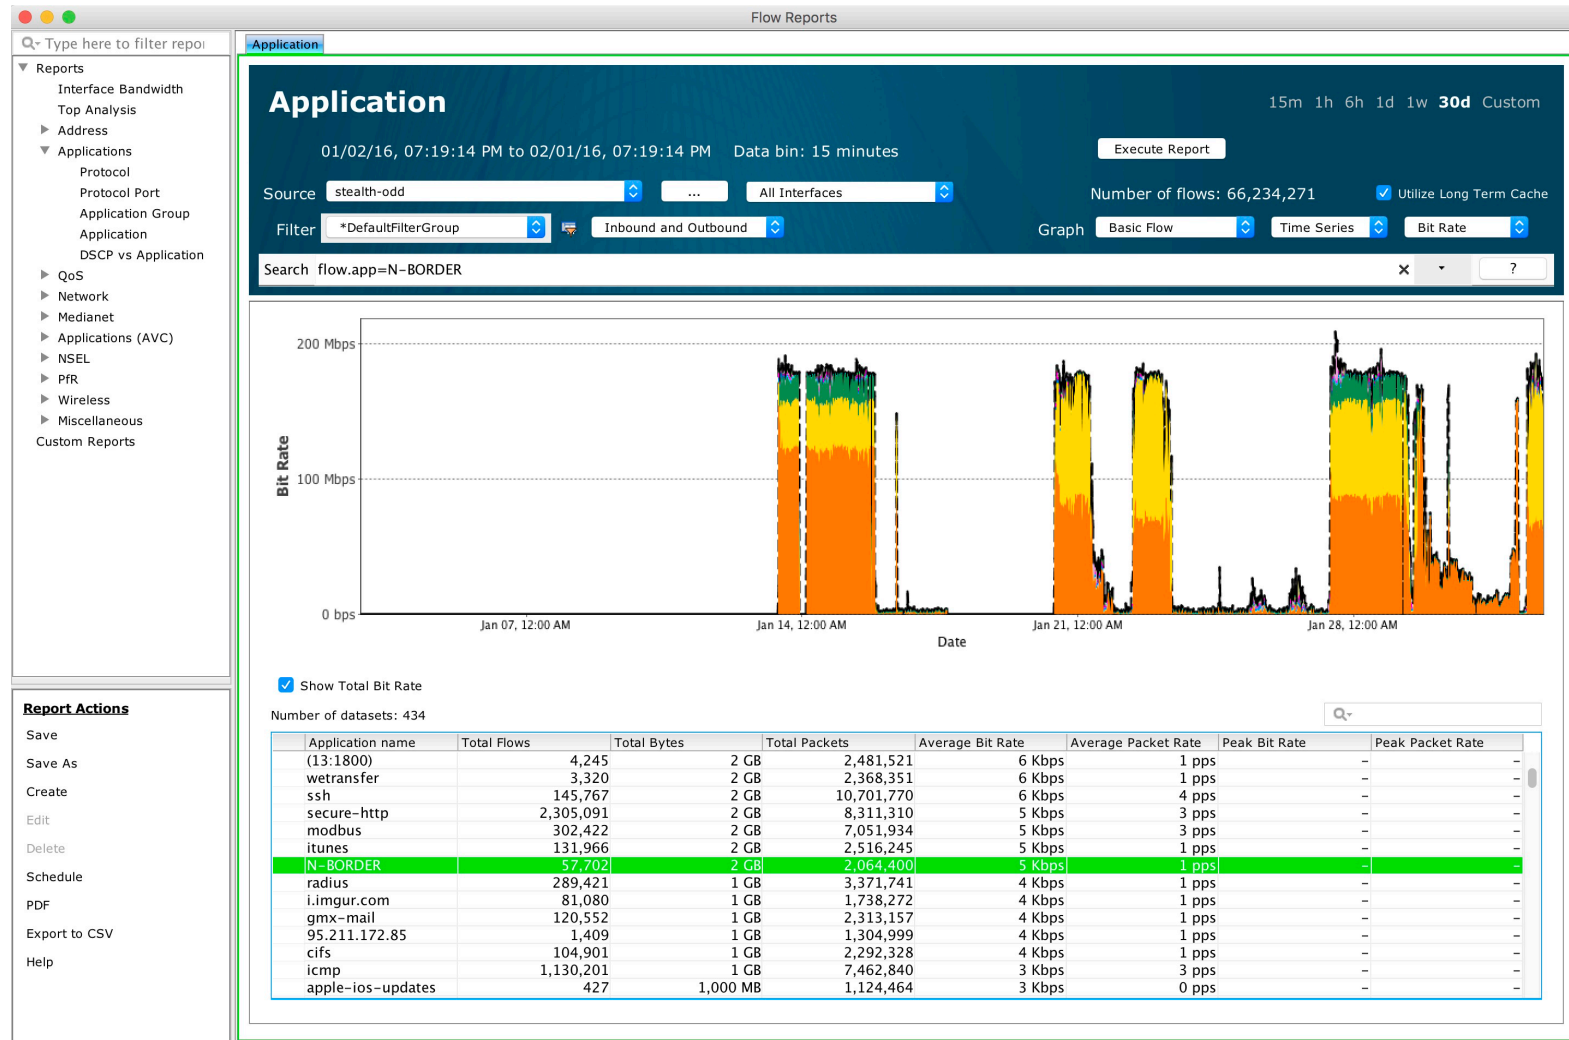 Flow Reports
Type here to filter repor
Reports
Interface Bandwidth
Top Analysis
Address
Applications
Protocol
Protocol Port
Application Group
Application
DSCP vs Application
QoS
Network
Medianet
Applications (AVC)
NSEL
PfR
Wireless
Miscellaneous
Custom Reports
Report Actions
Save
Save As
Create
Edit
Delete
Schedule
PDF
Export to CSV
Help
Application
Application
15m 1h 6h 1d 1w 30d Custom
01/02/16, 07:19:14 PM to 02/01/16, 07:19:14 PM Data bin: 15 minutes
Execute Report
Source stealth-odd ... All Interfaces
Number of flows: 66,234,271 Utilize Long Term Cache
Filter *DefaultFilterGroup Inbound and Outbound
Graph Basic Flow Time Series Bit Rate
Search flow.app=N-BORDER ?
200 Mbps
100 Mbps
0 bps
Bit Rate
Jan 07, 12:00 AM Jan 14, 12:00 AM Jan 21, 12:00 AM Jan 28, 12:00 AM
Date
Show Total Bit Rate
Number of datasets: 434
Application name Total Flows Total Bytes Total Packets Average Bit Rate Average Packet Rate Peak Bit Rate Peak Packet Rate
(13:1800) 4,245 2 GB 2,481,521 6 Kbps 1 pps – –
wetransfer 3,320 2 GB 2,368,351 6 Kbps 1 pps – –
ssh 145,767 2 GB 10,701,770 6 Kbps 4 pps – –
secure-http 2,305,091 2 GB 8,311,310 5 Kbps 3 pps – –
modbus 302,422 2 GB 7,051,934 5 Kbps 3 pps – –
itunes 131,966 2 GB 2,516,245 5 Kbps 1 pps – –
N-BORDER 57,702 2 GB 2,064,400 5 Kbps 1 pps – –
radius 289,421 1 GB 3,371,741 4 Kbps 1 pps – –
i.imgur.com 81,080 1 GB 1,738,272 4 Kbps 1 pps – –
gmx-mail 120,552 1 GB 2,313,157 4 Kbps 1 pps – –
95.211.172.85 1,409 1 GB 1,304,999 4 Kbps 1 pps – –
cifs 104,901 1 GB 2,292,328 4 Kbps 1 pps – –
icmp 1,130,201 1 GB 7,462,840 3 Kbps 3 pps – –
apple-ios-updates 427 1,000 MB 1,124,464 3 Kbps 0 pps – –